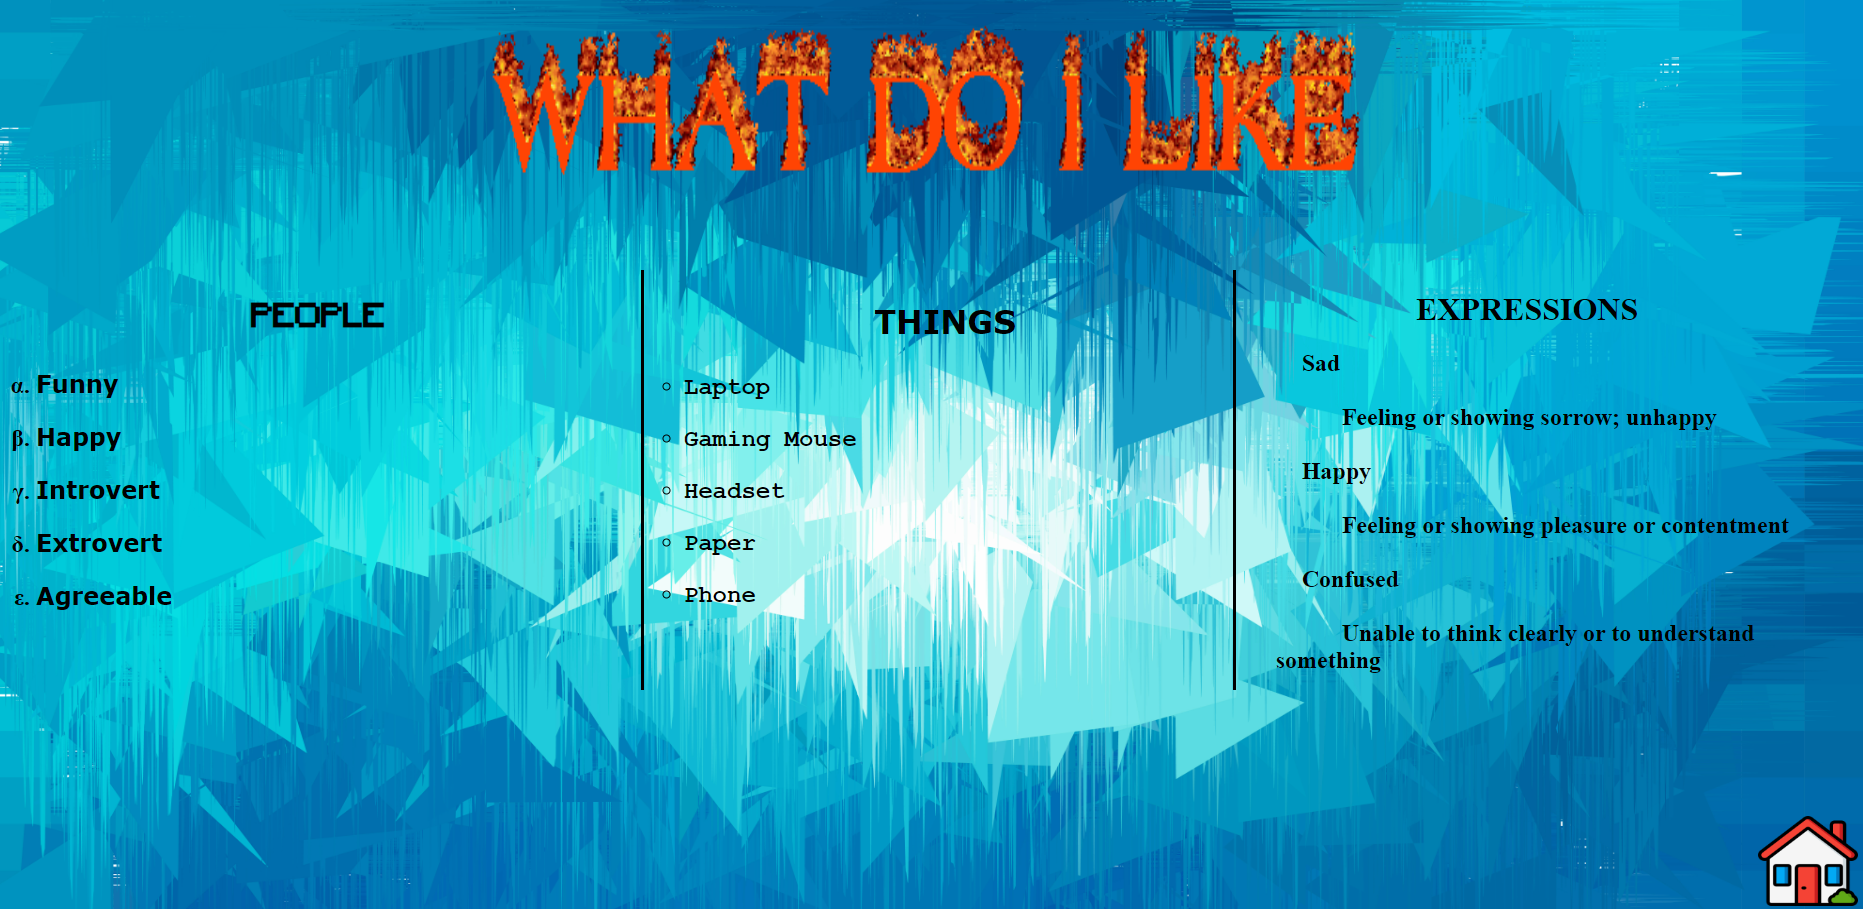 WHAT DO I LIKE
PEOPLE
α. Funny
β. Happy
γ. Introvert
δ. Extrovert
ε. Agreeable
THINGS
Laptop
Gaming Mouse
Headset
Paper
Phone
EXPRESSIONS
Sad
Feeling or showing sorrow; unhappy
Happy
Feeling or showing pleasure or contentment
Confused
Unable to think clearly or to understand
something